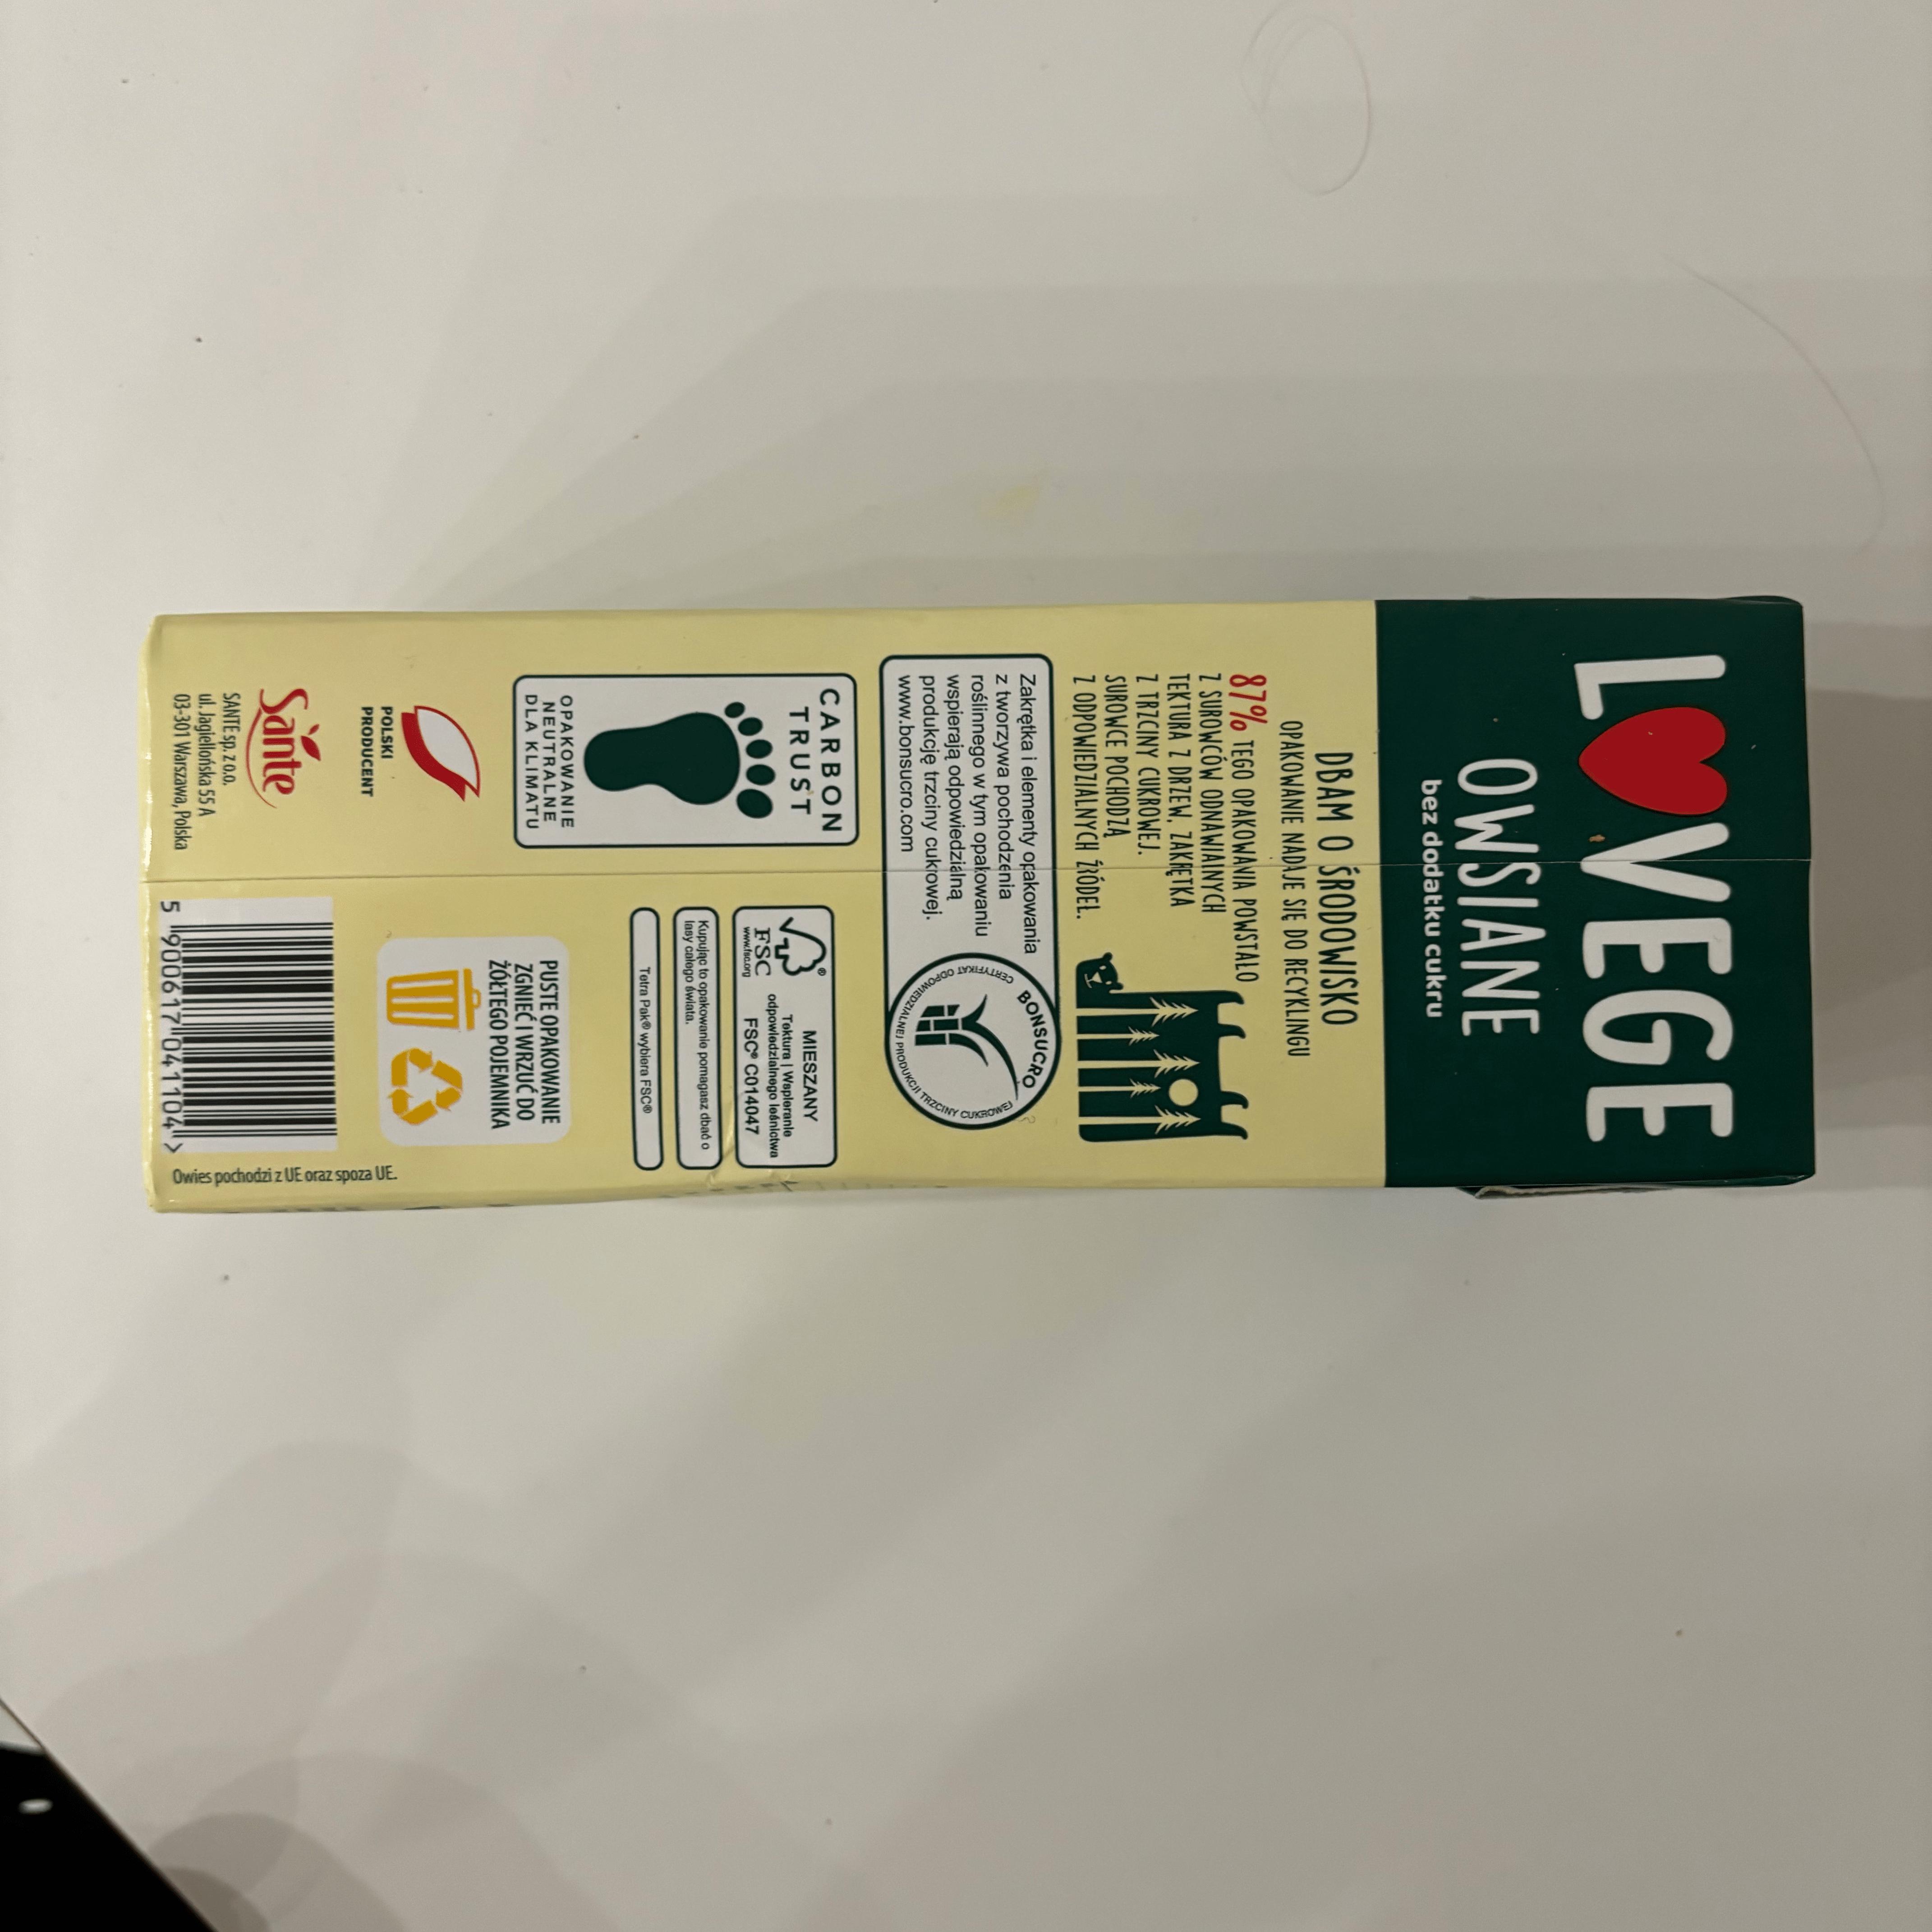 LOVEGE
OWSIANE
bez dodatku cukru
DBAM O ŚRODOWISKO
OPAKOWANIE NADAJE SIĘ DO RECYKLINGU
87% TEGO OPAKOWANIA POWSTAŁO
Z SUROWCÓW ODNAWIALNYCH
TEKTURA Z DRZEW, ZAKRĘTKA
Z TRZCINY CUKROWEJ.
SUROWCE POCHODZĄ
Z ODPOWIEDZIALNYCH ŹRÓDEŁ.
Zakrętka i elementy opakowania
z tworzywa pochodzenia
roślinnego w tym opakowaniu
wspierają odpowiedzialną
produkcję trzciny cukrowej.
www.bonsucro.com
BONSUCRO
CERTYFIKAT ODPOWIEDZIALNEJ PRODUKCJI TRZCINY CUKROWEJ
CARBON
TRUST
OPAKOWANIE
NEUTRALNE
DLA KLIMATU
FSC®
www.fsc.org
MIESZANY
Tektura | Wspieranie
odpowiedzialnego leśnictwa
FSC® C014047
Kupując to opakowanie pomagasz dbać o
lasy całego świata.
Tetra Pak® wybiera FSC®
POLSKI
PRODUCENT
PUSTE OPAKOWANIE
ZGNIEĆ I WRZUĆ DO
ŻÓŁTEGO POJEMNIKA
Sante
SANTE sp. z o.o.
ul. Jagiellońska 55 A
03-301 Warszawa, Polska
5 900617 041104 >
Owies pochodzi z UE oraz spoza UE.